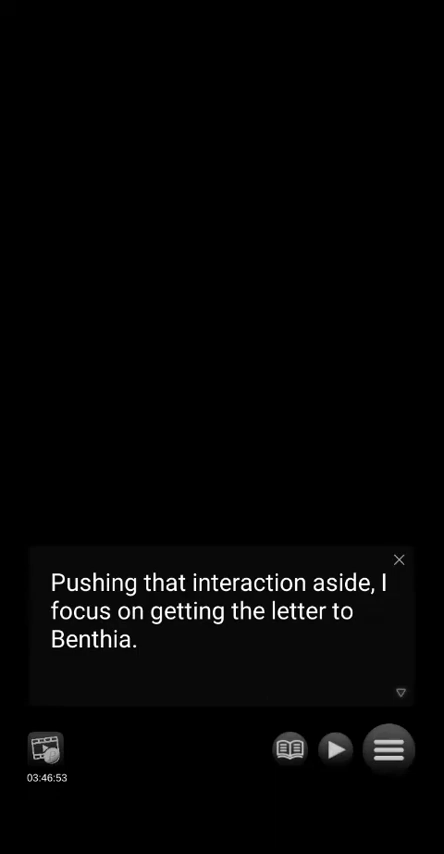 Pushing that interaction aside, I
focus on getting the letter to
Benthia.
03:46:53